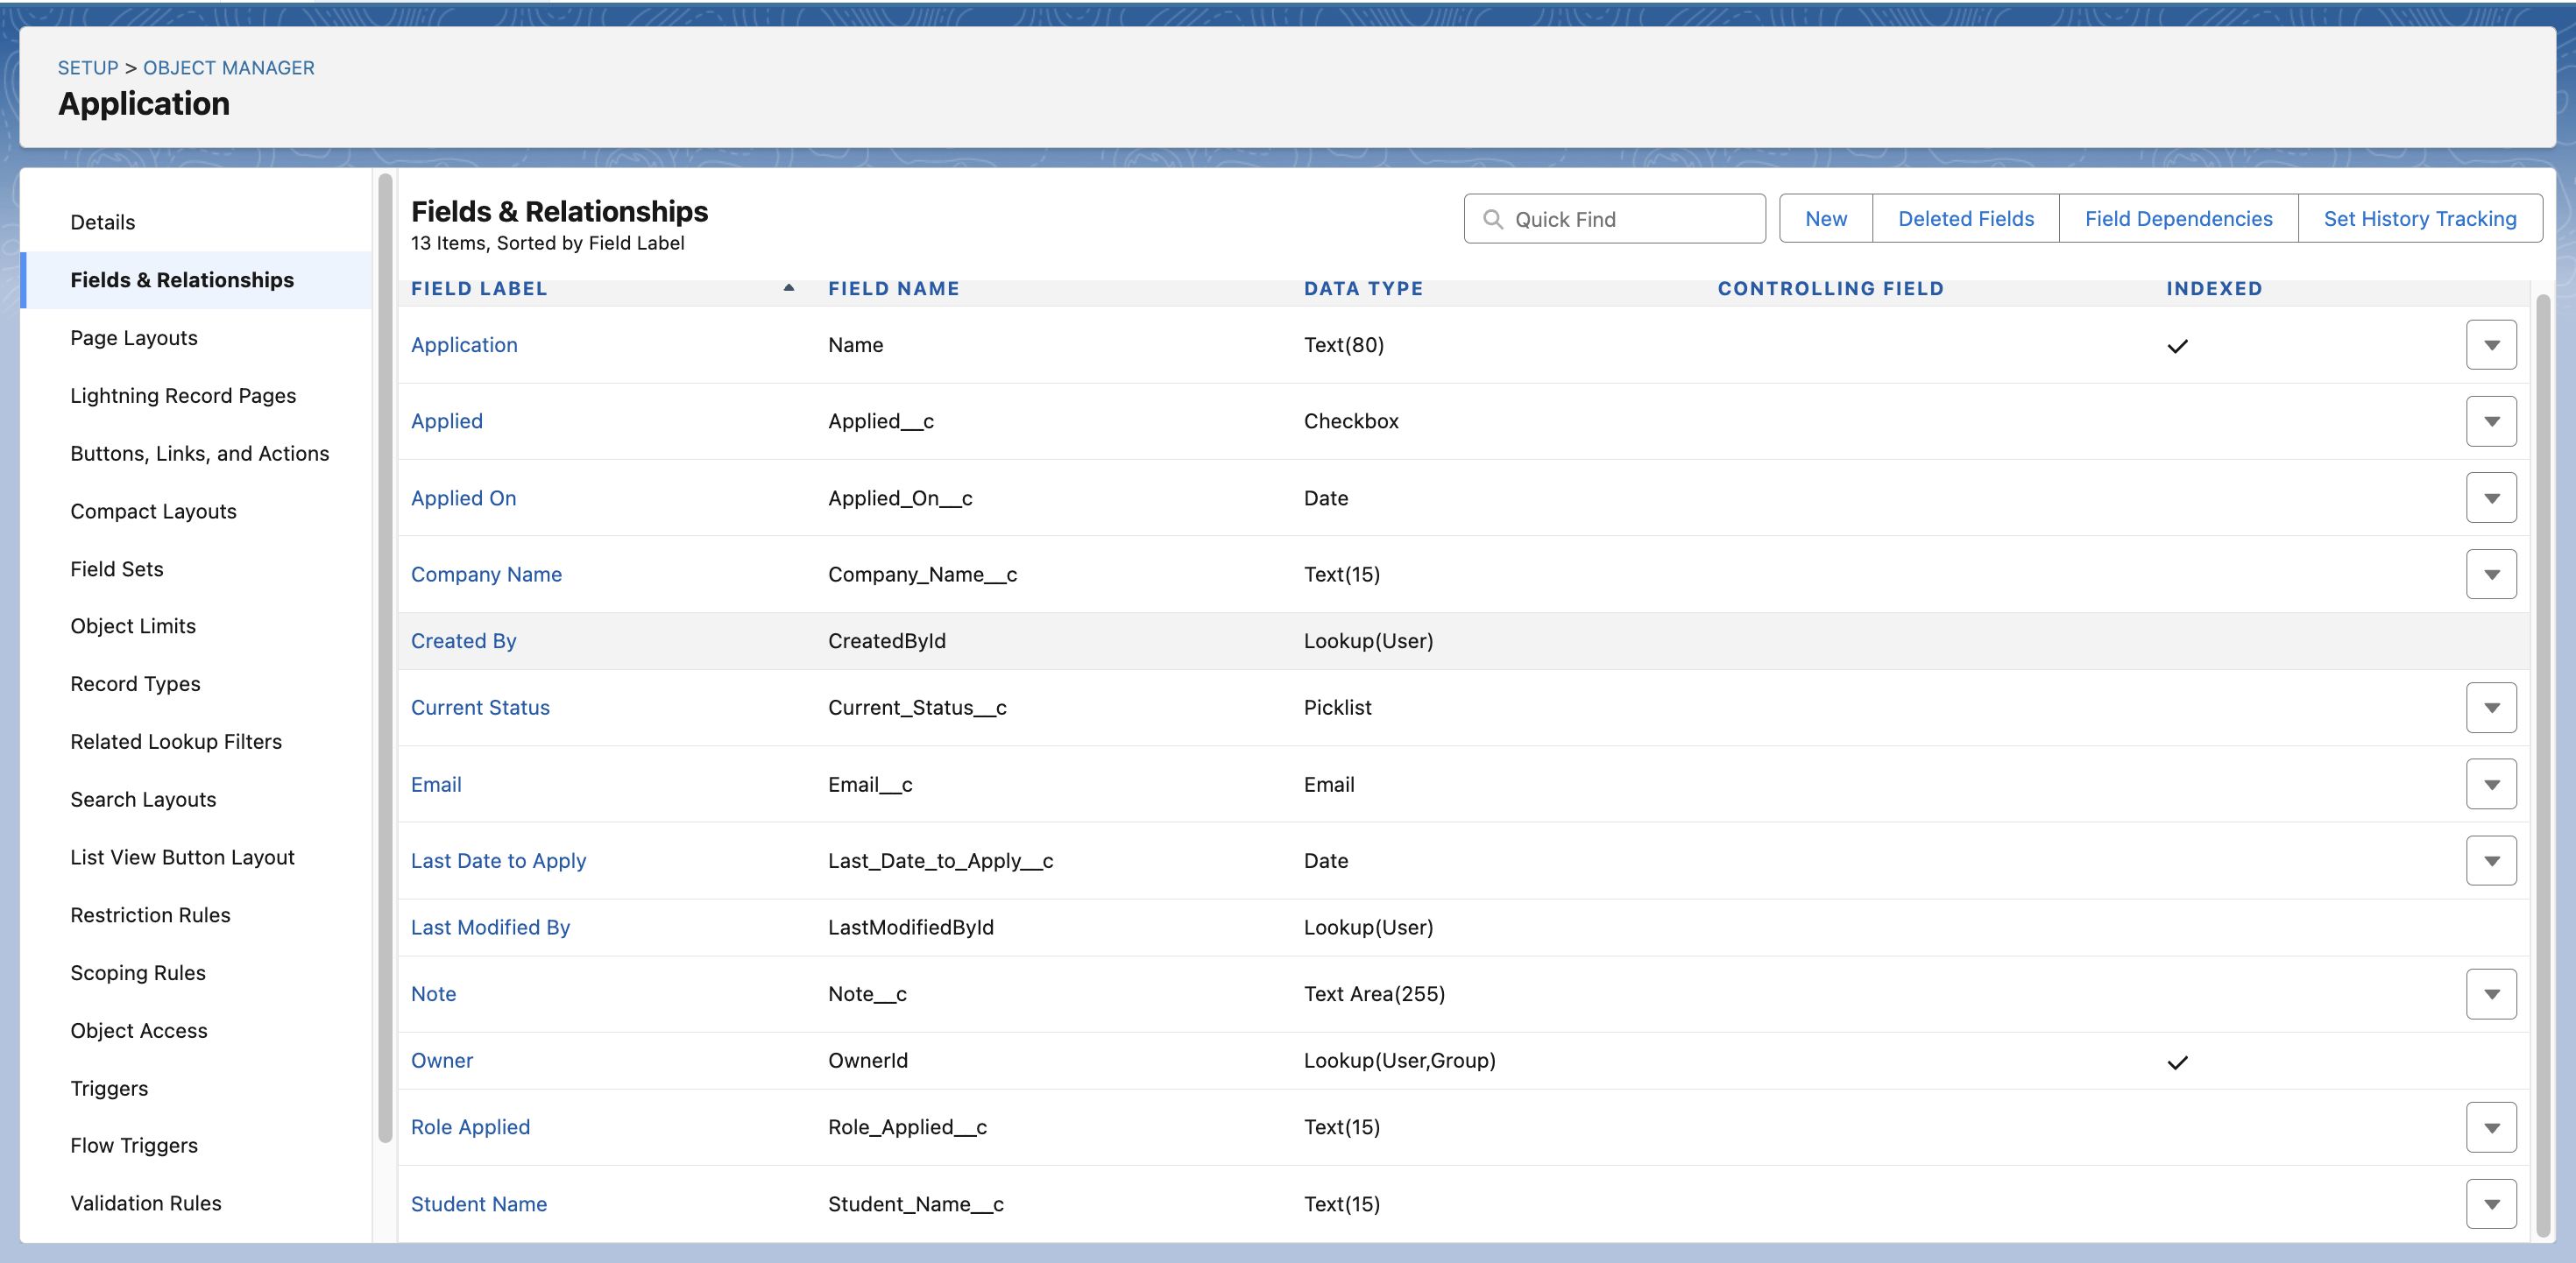 SETUP > OBJECT MANAGER
Application
Details
Fields & Relationships
Page Layouts
Lightning Record Pages
Buttons, Links, and Actions
Compact Layouts
Field Sets
Object Limits
Record Types
Related Lookup Filters
Search Layouts
List View Button Layout
Restriction Rules
Scoping Rules
Object Access
Triggers
Flow Triggers
Validation Rules
Fields & Relationships
13 Items, Sorted by Field Label
Quick Find
New
Deleted Fields
Field Dependencies
Set History Tracking
FIELD LABEL FIELD NAME DATA TYPE CONTROLLING FIELD INDEXED
Application Name Text(80)
Applied Applied__c Checkbox
Applied On Applied_On__c Date
Company Name Company_Name__c Text(15)
Created By CreatedById Lookup(User)
Current Status Current_Status__c Picklist
Email Email__c Email
Last Date to Apply Last_Date_to_Apply__c Date
Last Modified By LastModifiedById Lookup(User)
Note Note__c Text Area(255)
Owner OwnerId Lookup(User,Group)
Role Applied Role_Applied__c Text(15)
Student Name Student_Name__c Text(15)